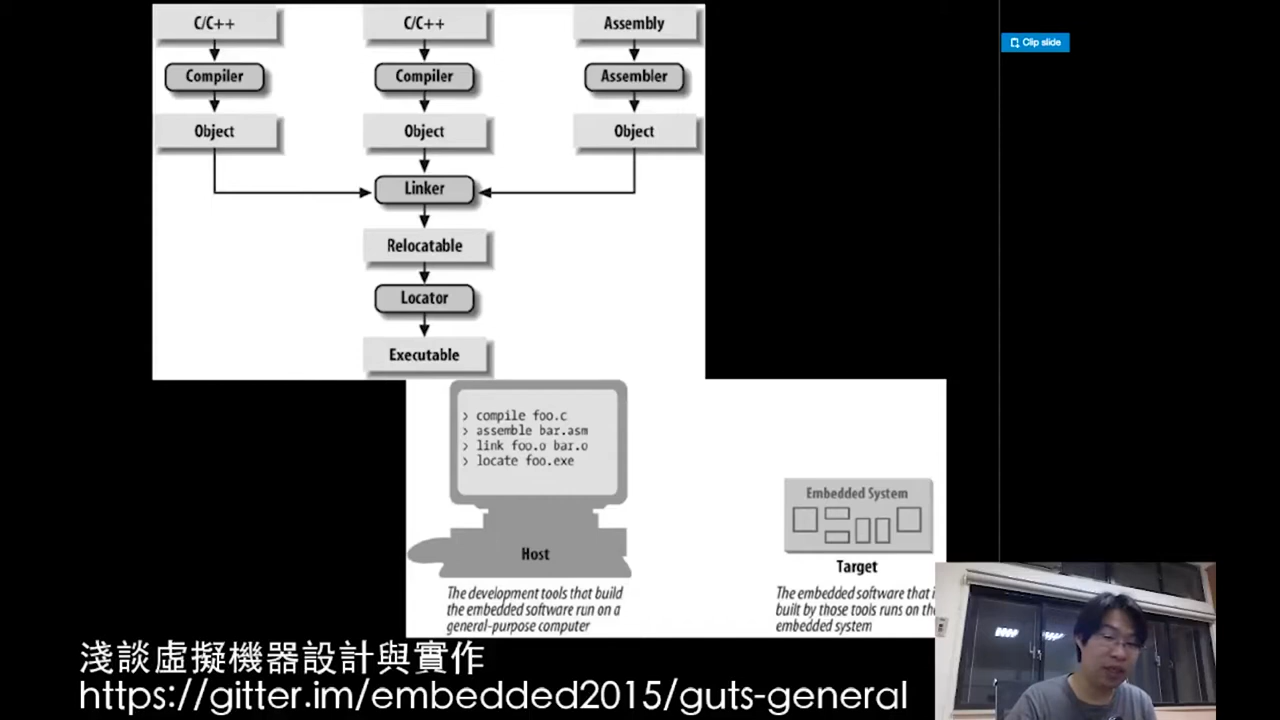 C/C++ C/C++ Assembly
Clip slide
Compiler Compiler Assembler
Object Object Object
Linker
Relocatable
Locator
Executable
> compile foo.c
> assemble bar.asm
> link foo.o bar.o
> locate foo.exe
Host
The development tools that build
the embedded software run on a
general-purpose computer
Embedded System
Target
The embedded software that i
built by those tools runs on the
embedded system
淺談虛擬機器設計與實作
https://gitter.im/embedded2015/guts-general